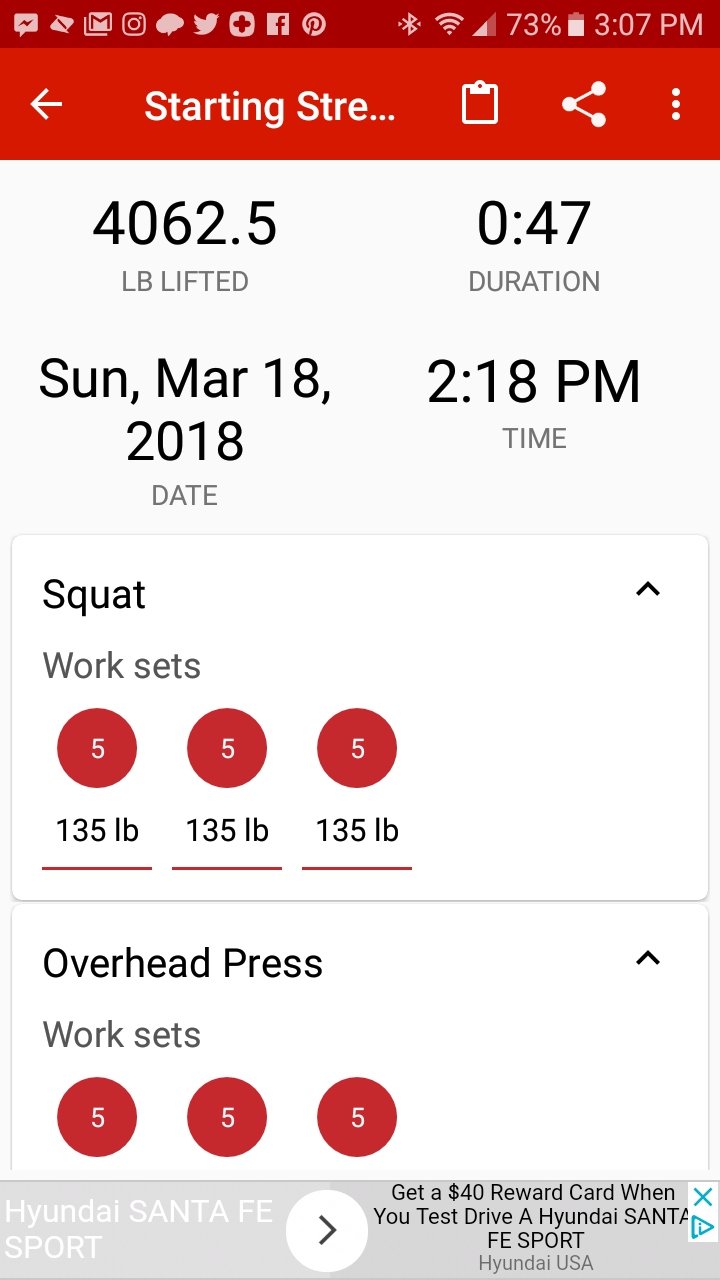 73% 3:07 PM
Starting Stre...
4062.5 0:47
LB LIFTED DURATION
Sun, Mar 18, 2:18 PM
2018 TIME
DATE
Squat
Work sets
5 5 5
135 lb 135 lb 135 lb
Overhead Press
Work sets
5 5 5
Hyundai SANTA FE
SPORT
Get a $40 Reward Card When
You Test Drive A Hyundai SANTA
FE SPORT
Hyundai USA